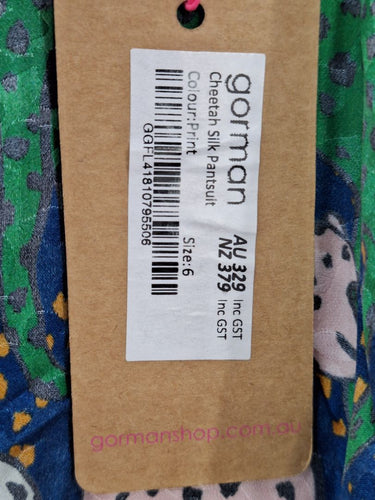 gorman
Cheetah Silk Pantsuit
Colour:Print
Size:6
GGFL41810795506
AU 329 Inc GST
NZ 379 Inc GST
gormanshop.com.au